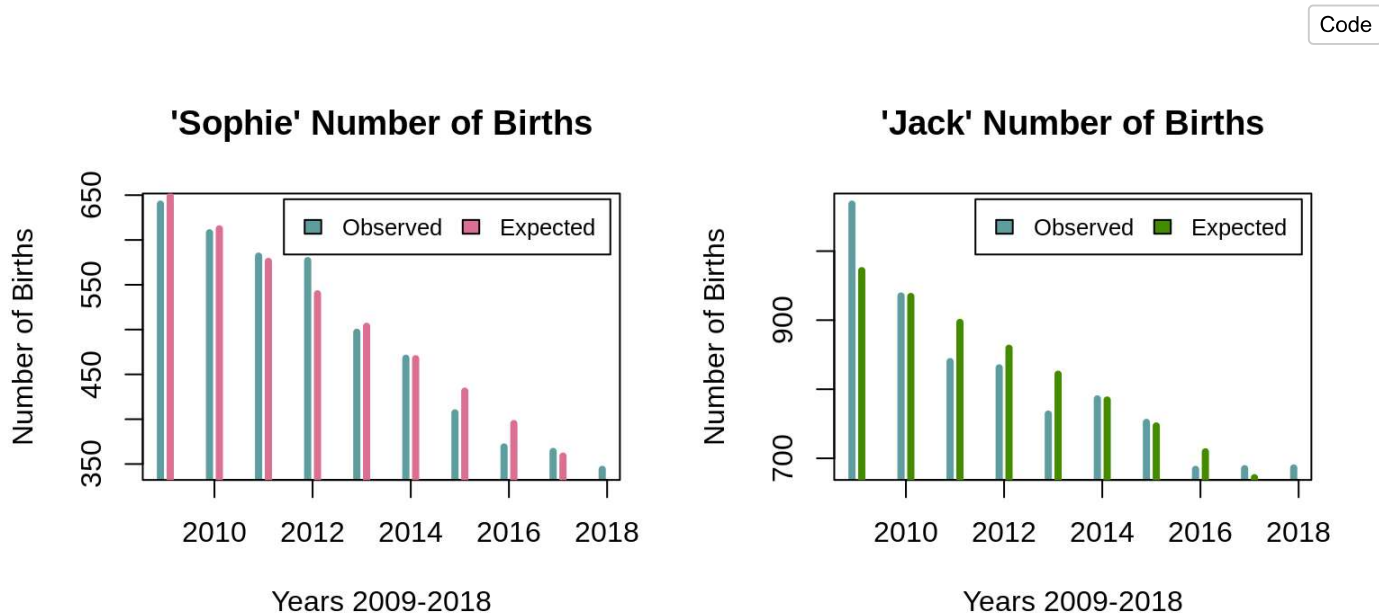 Code
'Sophie' Number of Births
Number of Births
650
550
450
350
Observed Expected
2010 2012 2014 2016 2018
Years 2009-2018
'Jack' Number of Births
Number of Births
900
700
Observed Expected
2010 2012 2014 2016 2018
Years 2009-2018